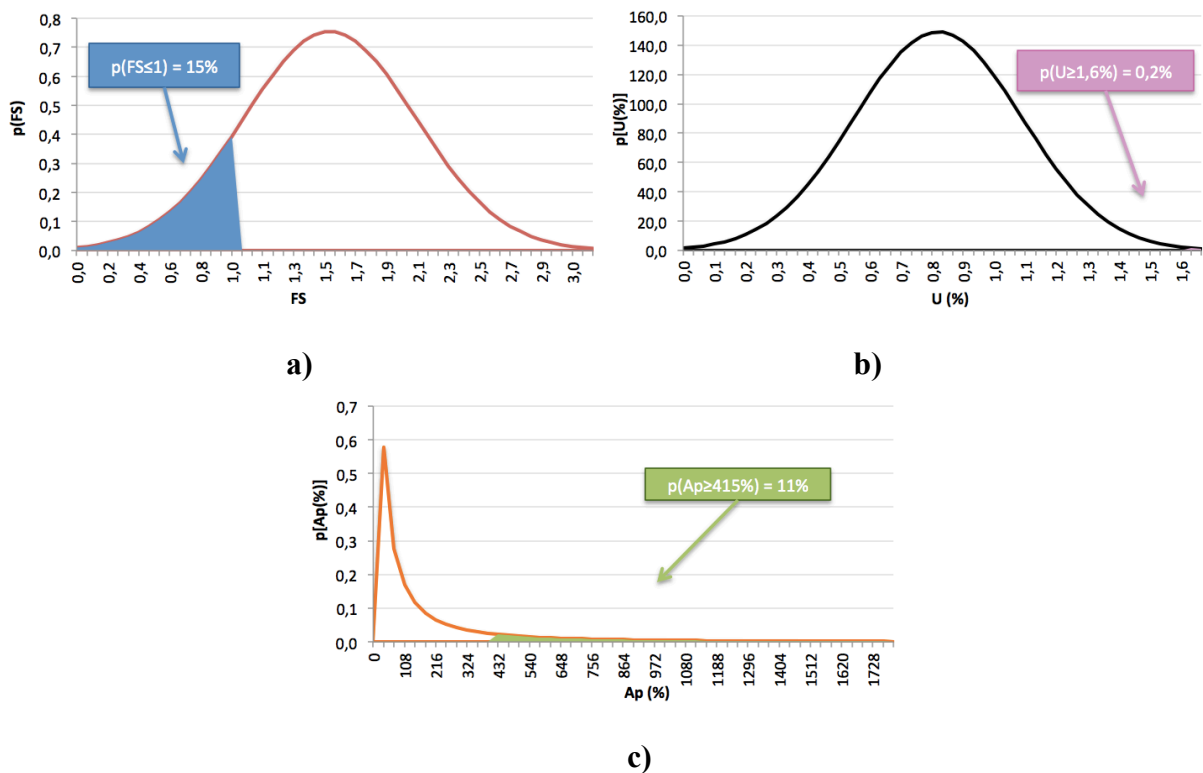 0,8
0,7
0,6
0,5
0,4
0,3
0,2
0,1
0,0
p(FS)
p(FS≤1) = 15%
0,0 0,2 0,4 0,6 0,8 1,0 1,1 1,3 1,5 1,7 1,9 2,1 2,3 2,5 2,7 2,9 3,0
FS
a)
160,0
140,0
120,0
100,0
80,0
60,0
40,0
20,0
0,0
p[U(%)]
p(U≥1,6%) = 0,2%
0,0 0,1 0,2 0,3 0,4 0,5 0,6 0,7 0,8 0,9 1,0 1,1 1,2 1,3 1,4 1,5 1,6
U (%)
b)
0,7
0,6
0,5
0,4
0,3
0,2
0,1
0,0
p[Ap(%)]
p(Ap≥415%) = 11%
0 108 216 324 432 540 648 756 864 972 1080 1188 1296 1404 1512 1620 1728
Ap (%)
c)